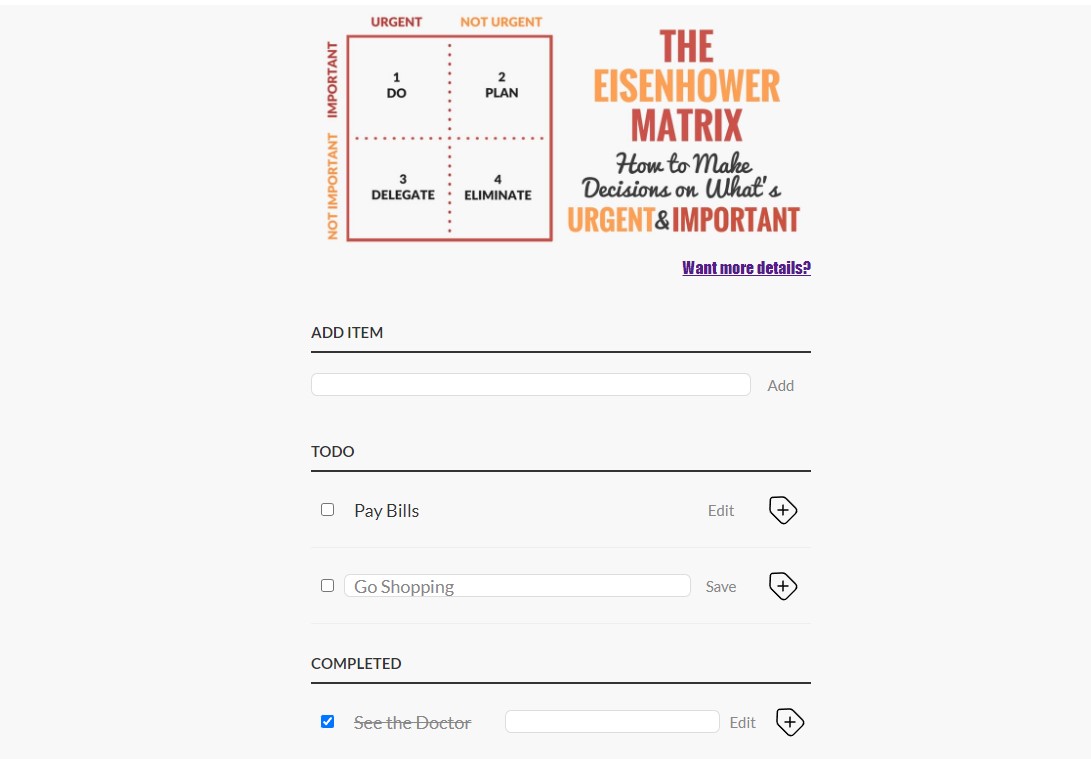 URGENT NOT URGENT
IMPORTANT
NOT IMPORTANT
1
DO
2
PLAN
3
DELEGATE
4
ELIMINATE
THE
EISENHOWER
MATRIX
How to Make
Decisions on What's
URGENT&IMPORTANT
Want more details?
ADD ITEM
Add
TODO
Pay Bills Edit
Go Shopping Save
COMPLETED
See the Doctor Edit